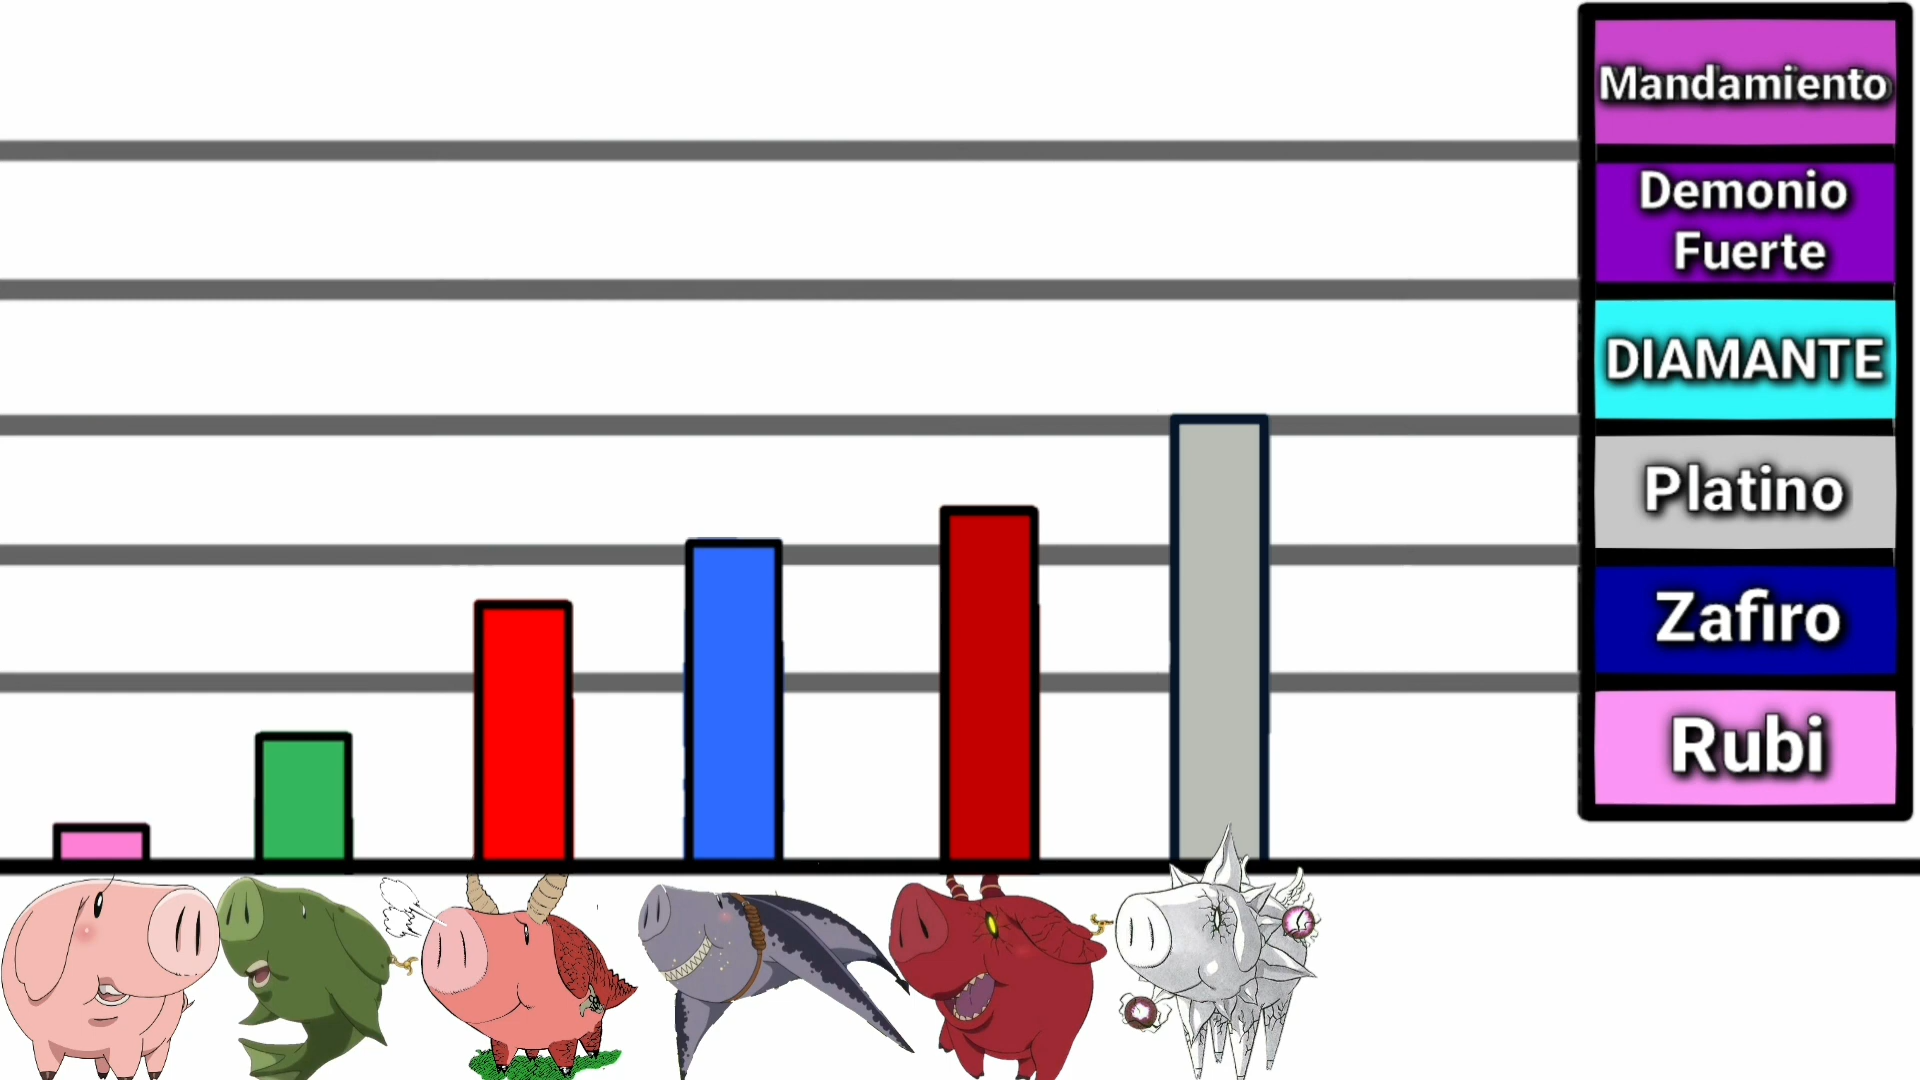 Mandamiento
Demonio
Fuerte
DIAMANTE
Platino
Zafiro
Rubi